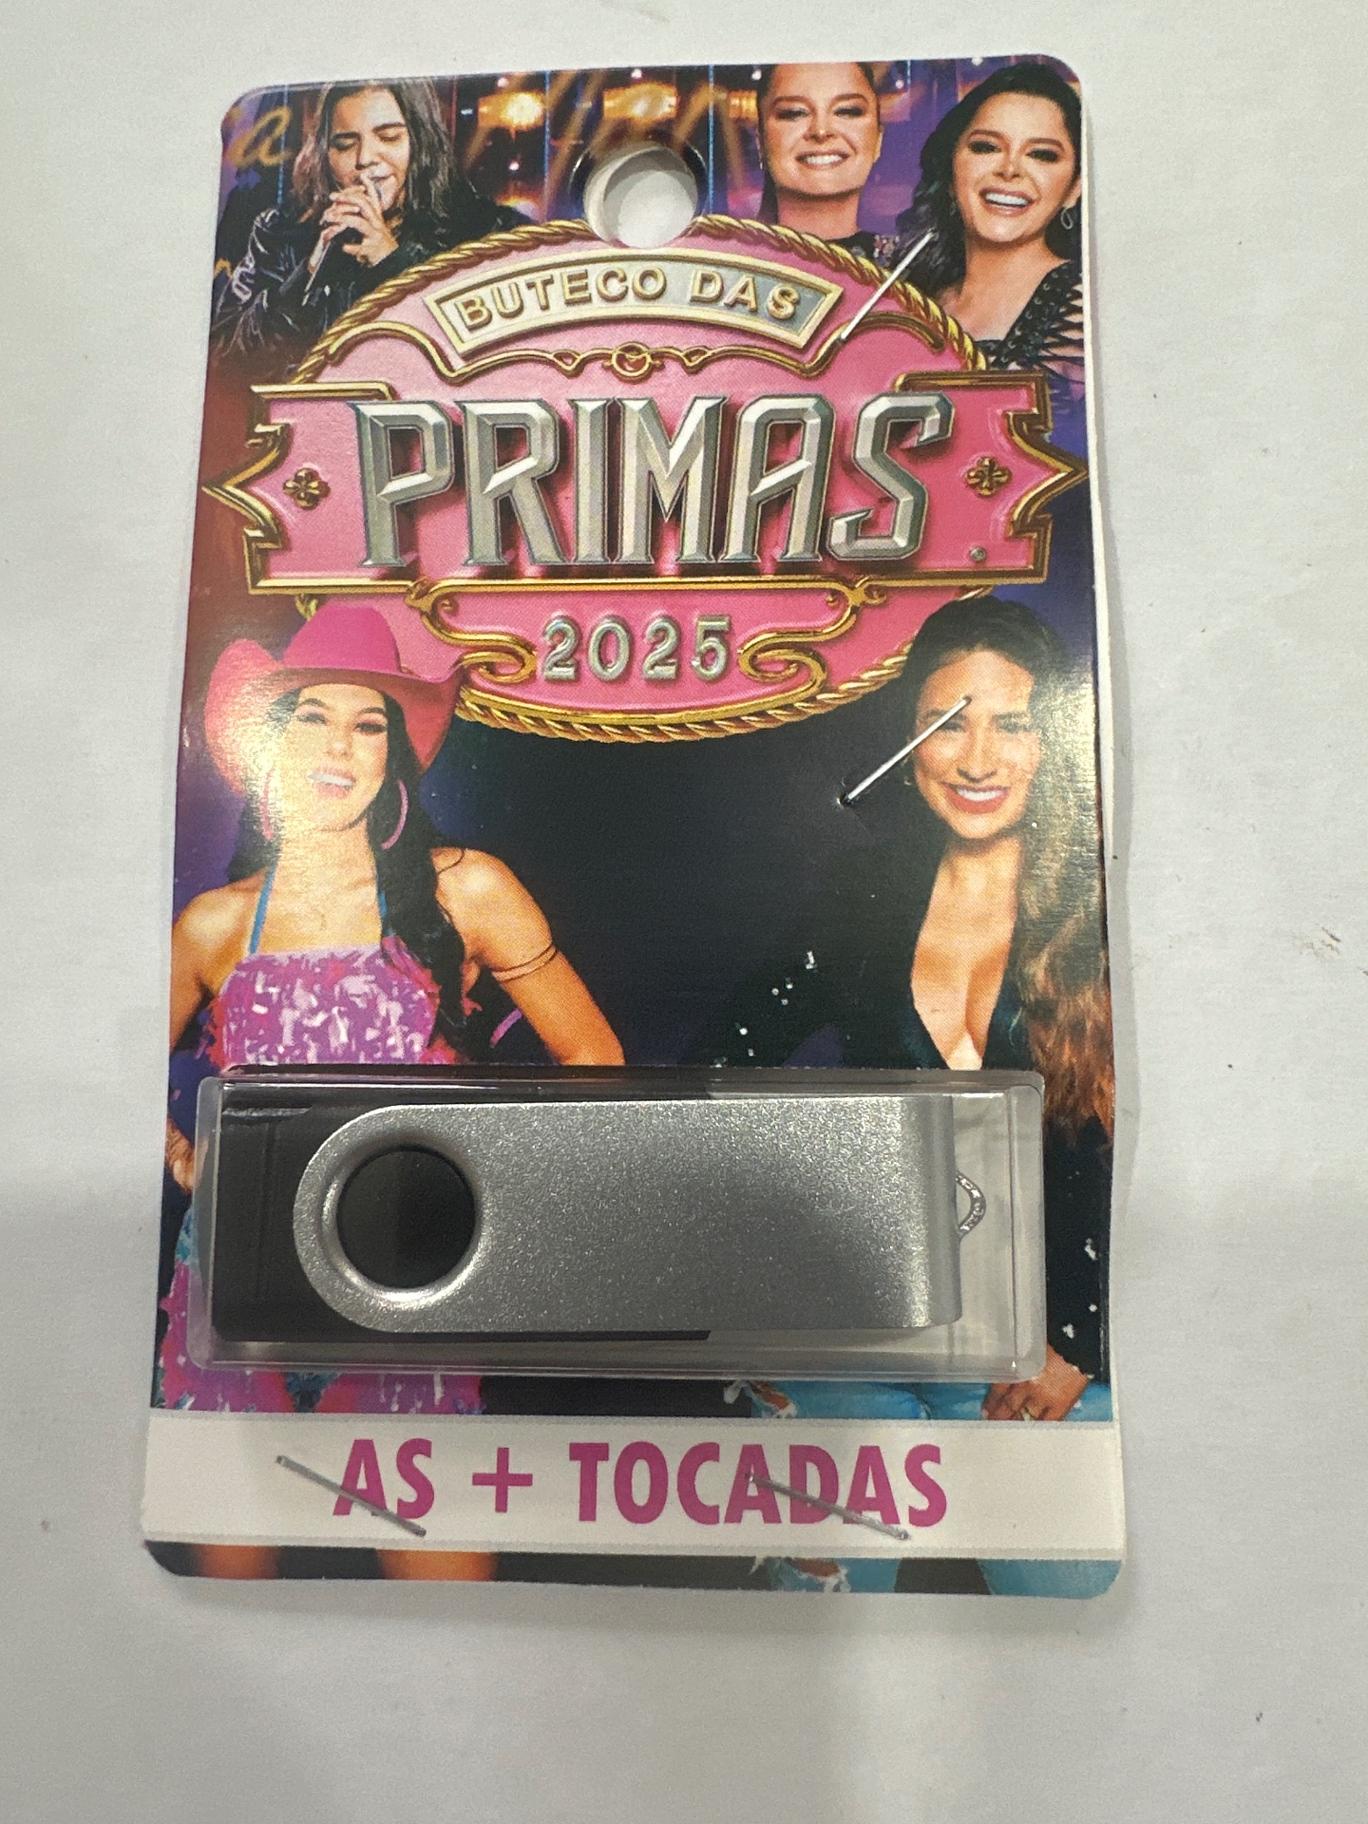 BUTECO DAS
PRIMAS
2025
AS + TOCADAS